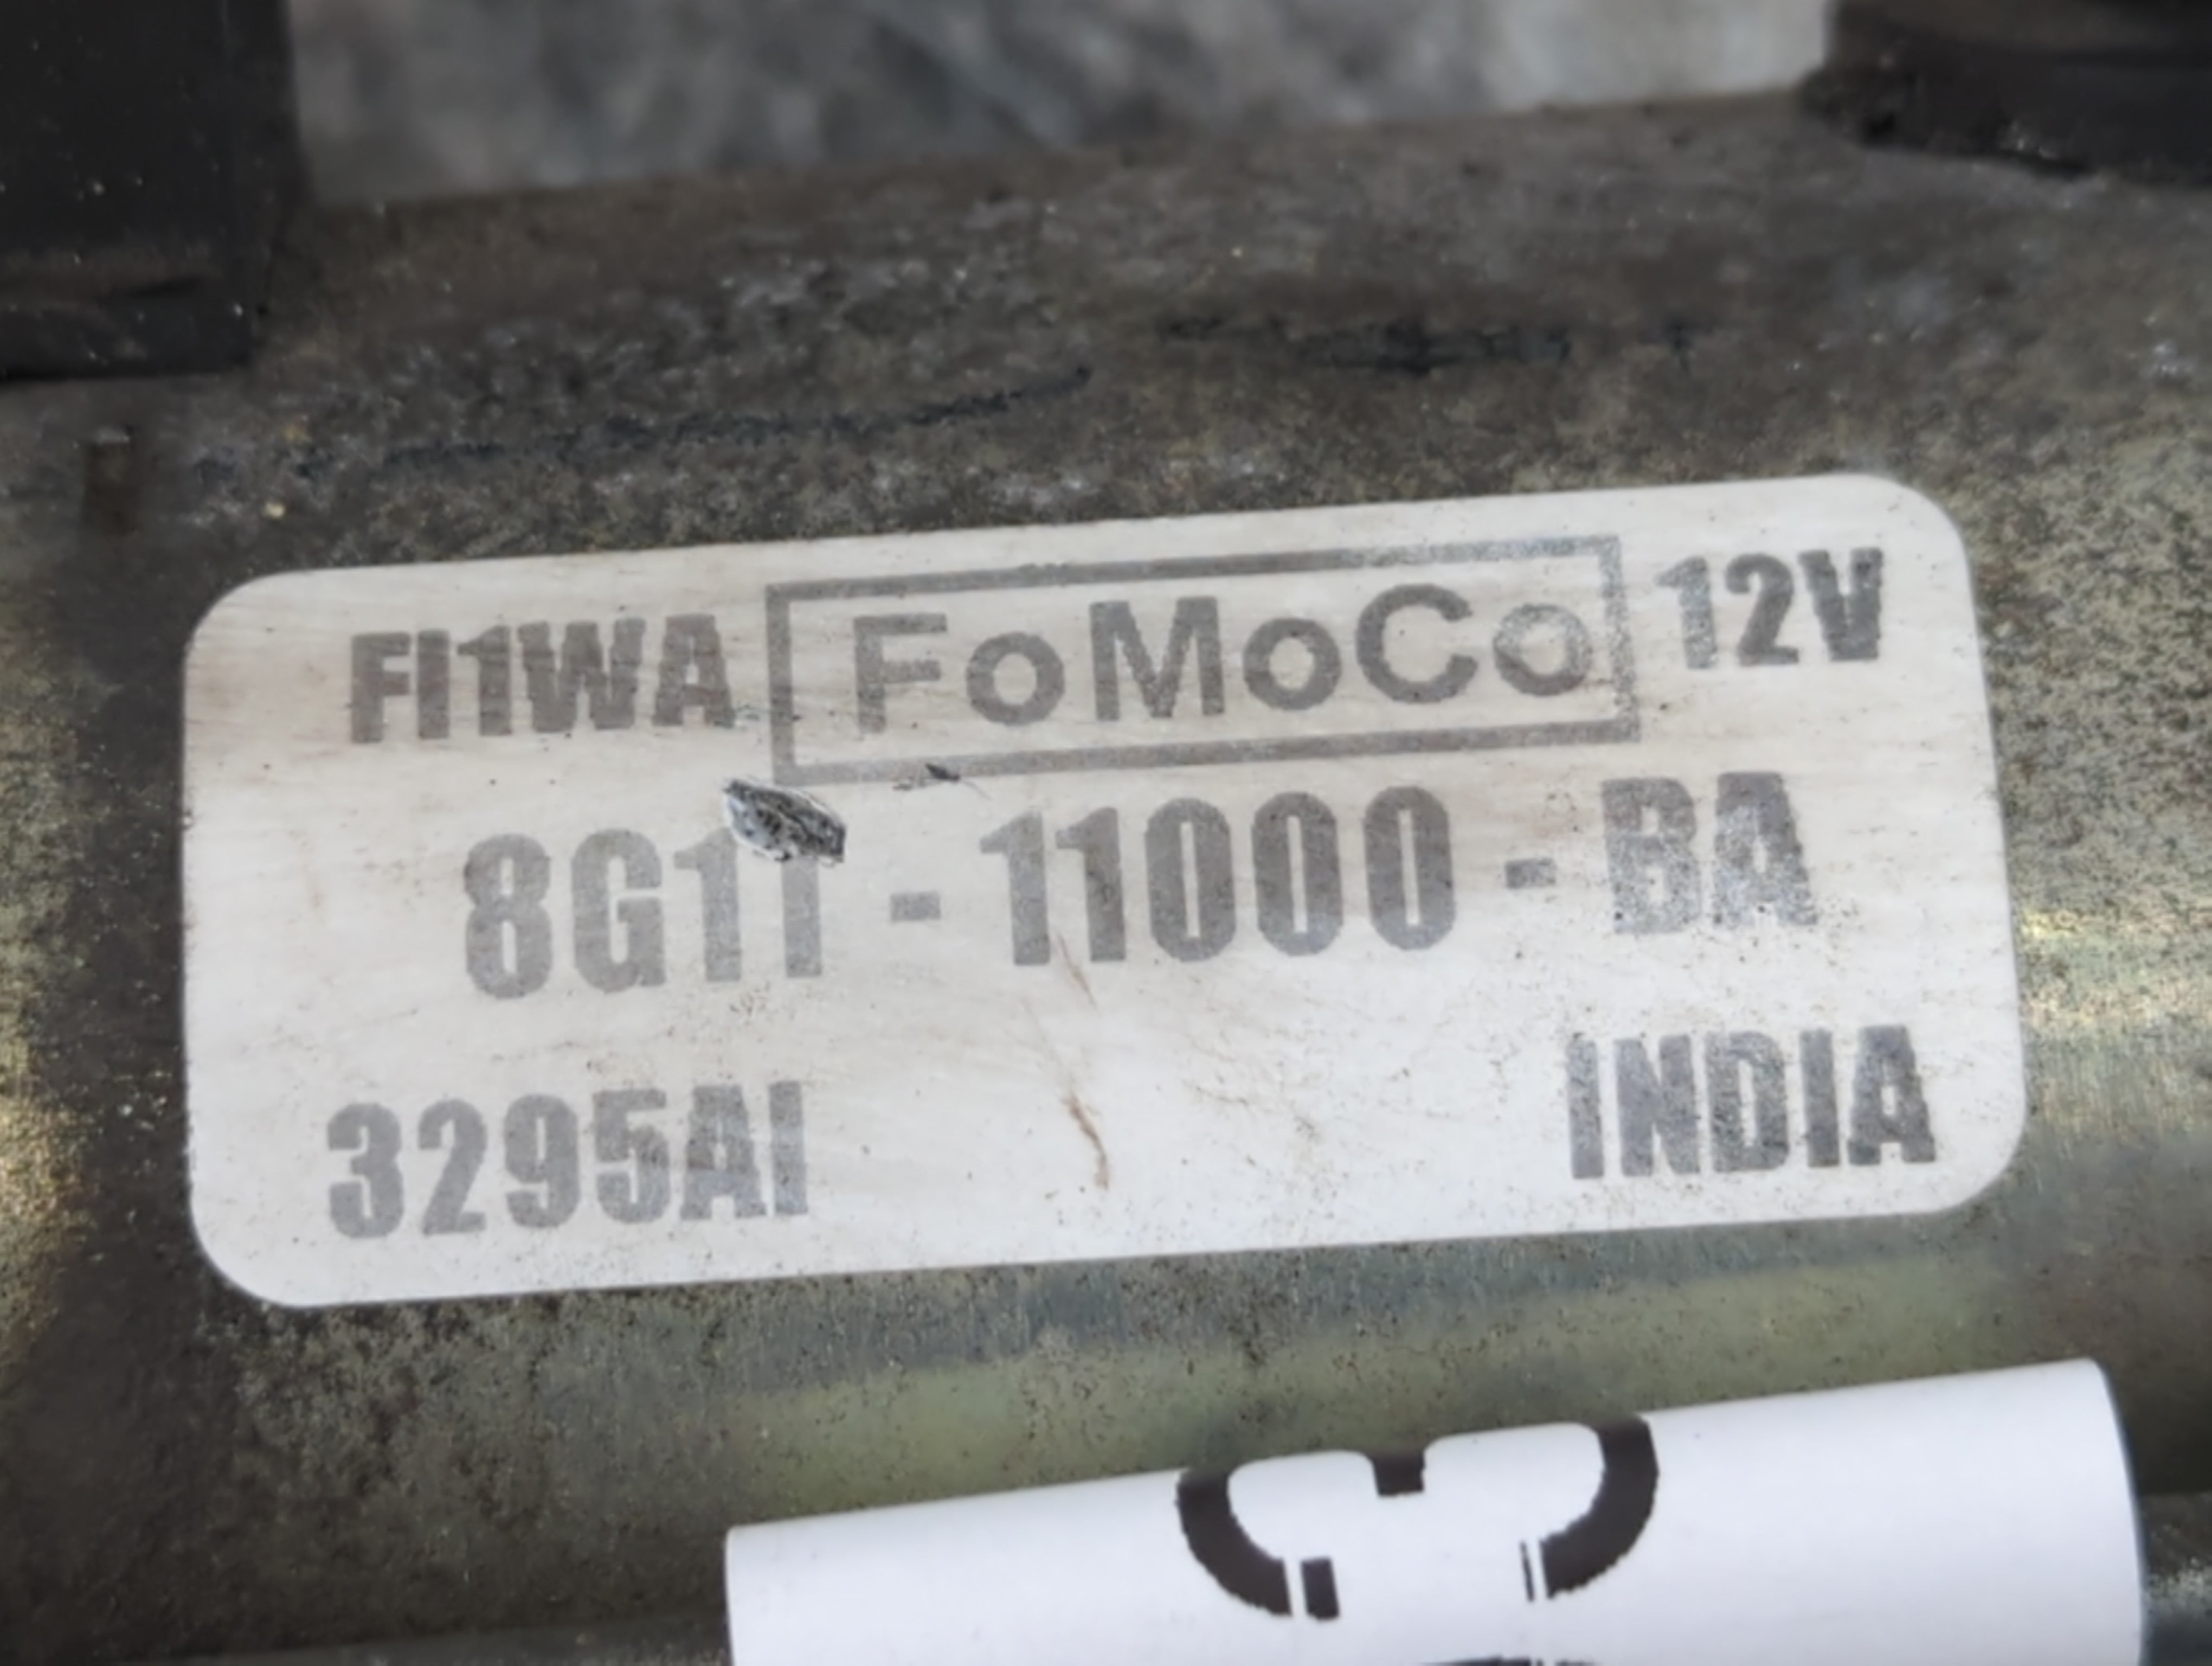 FI1WA FoMoCo 12V
8G1T - 11000 - BA
3295AI INDIA